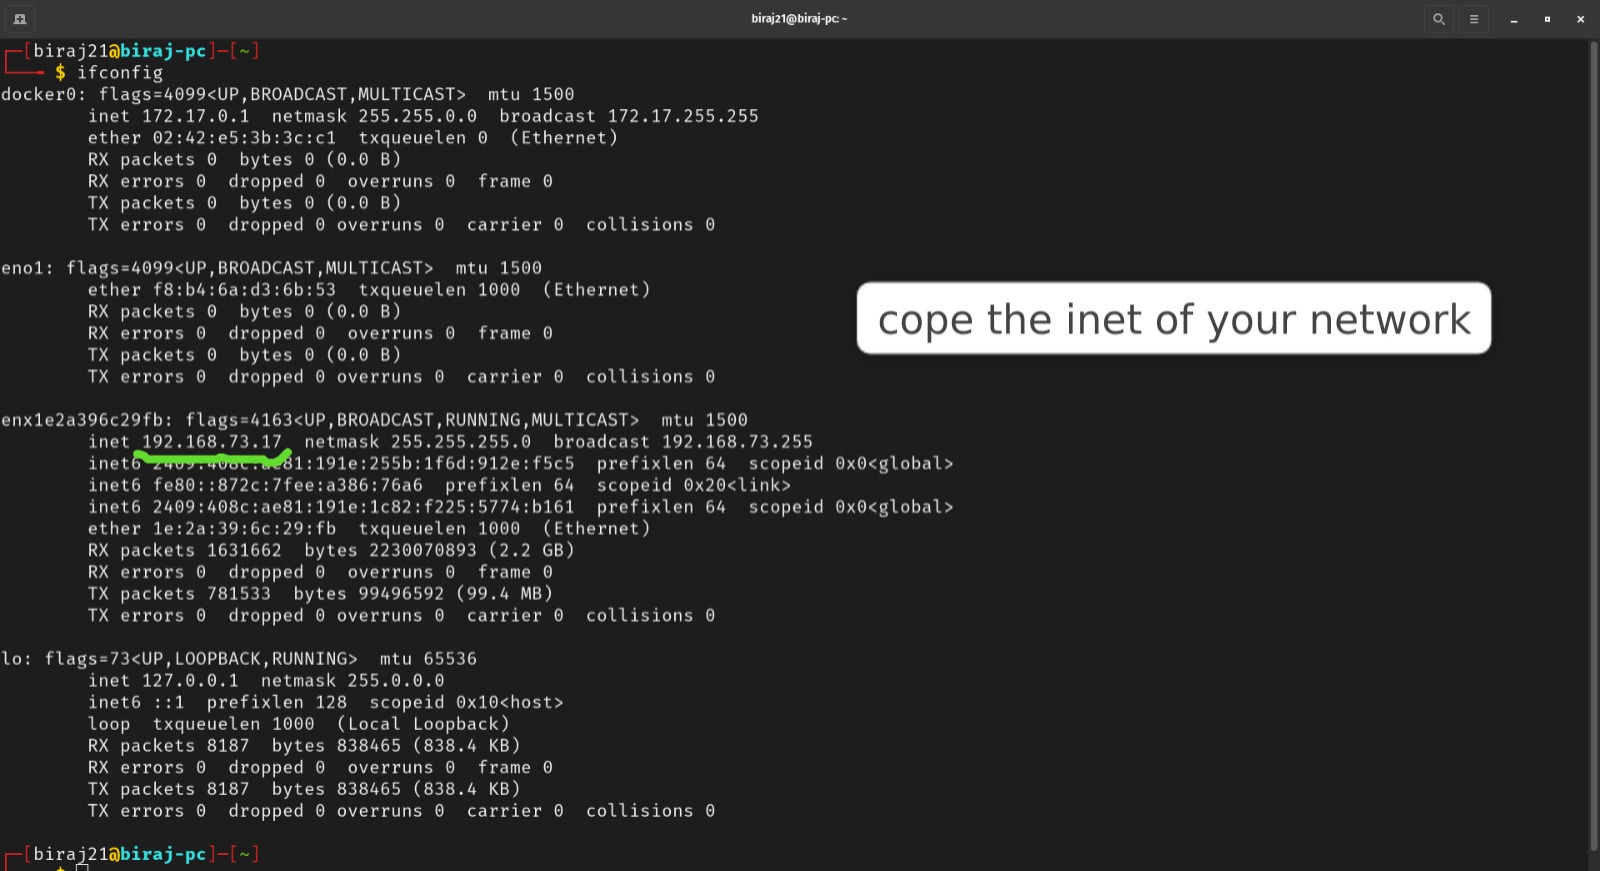 biraj21@biraj-pc: ~
┌─[biraj21@biraj-pc]─[~]
└──╼ $ ifconfig
docker0: flags=4099<UP,BROADCAST,MULTICAST>  mtu 1500
        inet 172.17.0.1  netmask 255.255.0.0  broadcast 172.17.255.255
        ether 02:42:e5:3b:3c:c1  txqueuelen 0  (Ethernet)
        RX packets 0  bytes 0 (0.0 B)
        RX errors 0  dropped 0  overruns 0  frame 0
        TX packets 0  bytes 0 (0.0 B)
        TX errors 0  dropped 0 overruns 0  carrier 0  collisions 0
eno1: flags=4099<UP,BROADCAST,MULTICAST>  mtu 1500
        ether f8:b4:6a:d3:6b:53  txqueuelen 1000  (Ethernet)
        RX packets 0  bytes 0 (0.0 B)
        RX errors 0  dropped 0  overruns 0  frame 0
        TX packets 0  bytes 0 (0.0 B)
        TX errors 0  dropped 0 overruns 0  carrier 0  collisions 0
cope the inet of your network
enx1e2a396c29fb: flags=4163<UP,BROADCAST,RUNNING,MULTICAST>  mtu 1500
        inet 192.168.73.17  netmask 255.255.255.0  broadcast 192.168.73.255
        inet6 2409:408c:ae81:191e:255b:1f6d:912e:f5c5  prefixlen 64  scopeid 0x0<global>
        inet6 fe80::872c:7fee:a386:76a6  prefixlen 64  scopeid 0x20<link>
        inet6 2409:408c:ae81:191e:1c82:f225:5774:b161  prefixlen 64  scopeid 0x0<global>
        ether 1e:2a:39:6c:29:fb  txqueuelen 1000  (Ethernet)
        RX packets 1631662  bytes 2230070893 (2.2 GB)
        RX errors 0  dropped 0  overruns 0  frame 0
        TX packets 781533  bytes 99496592 (99.4 MB)
        TX errors 0  dropped 0 overruns 0  carrier 0  collisions 0
lo: flags=73<UP,LOOPBACK,RUNNING>  mtu 65536
        inet 127.0.0.1  netmask 255.0.0.0
        inet6 ::1  prefixlen 128  scopeid 0x10<host>
        loop  txqueuelen 1000  (Local Loopback)
        RX packets 8187  bytes 838465 (838.4 KB)
        RX errors 0  dropped 0  overruns 0  frame 0
        TX packets 8187  bytes 838465 (838.4 KB)
        TX errors 0  dropped 0 overruns 0  carrier 0  collisions 0
┌─[biraj21@biraj-pc]─[~]